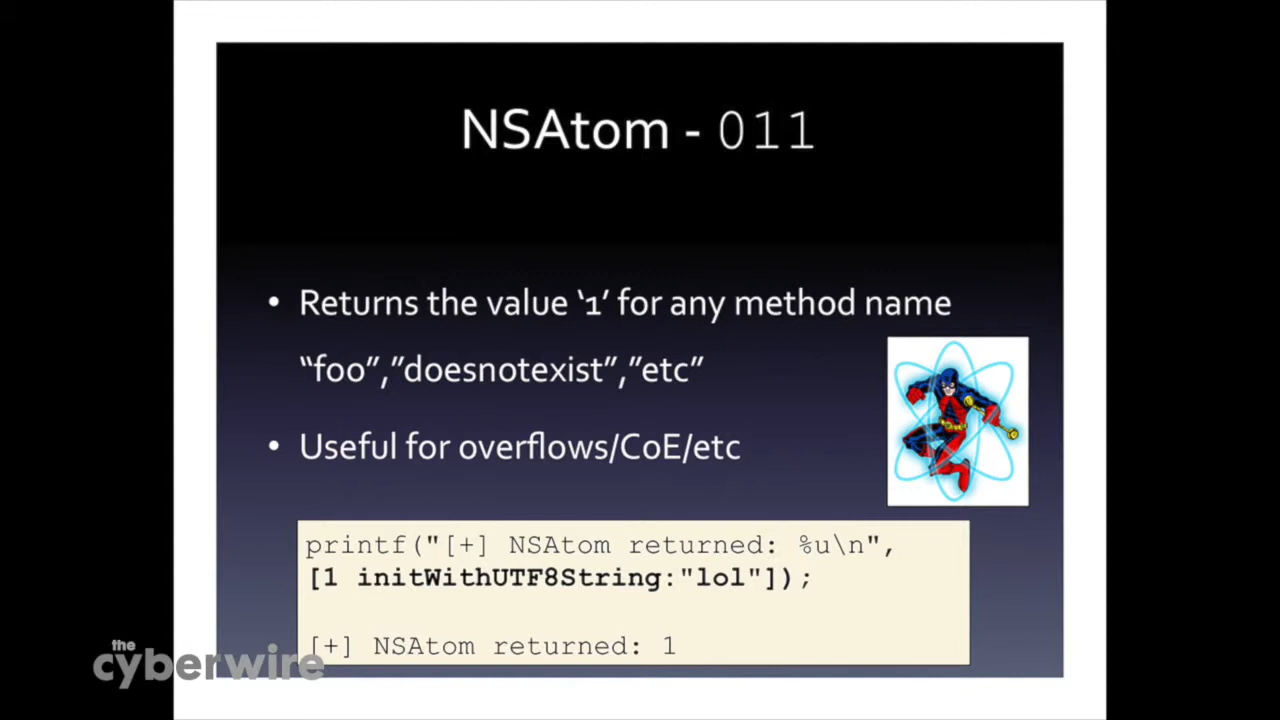 NSAtom - 011
• Returns the value ‘1’ for any method name
“foo”,”doesnotexist”,”etc”
• Useful for overflows/CoE/etc
printf("[+] NSAtom returned: %u\n",
[1 initWithUTF8String:"lol"]);
[+] NSAtom returned: 1
the
cyberwire